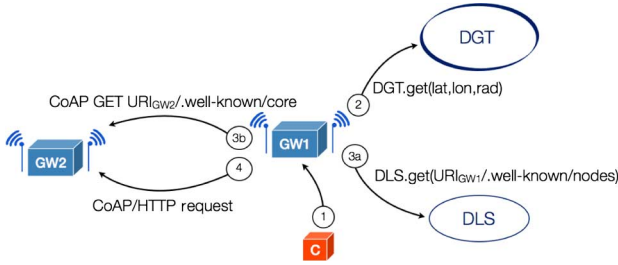 DGT
DGT.get(lat,lon,rad)
2
CoAP GET URIGW2/.well-known/core
3b
GW1
GW2
4
3a
DLS.get(URIGW1/.well-known/nodes)
CoAP/HTTP request
1
DLS
C